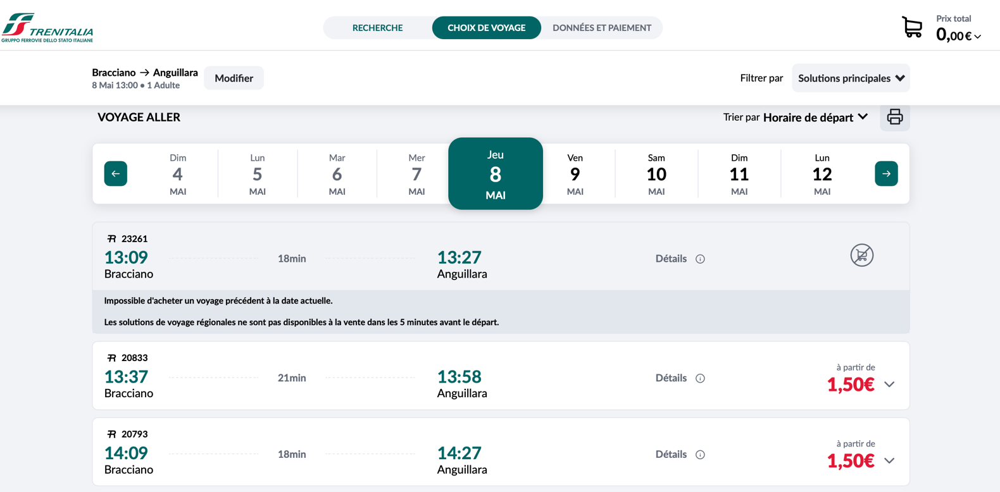 TRENITALIA
GRUPPO FERROVIE DELLO STATO ITALIANE
RECHERCHE
CHOIX DE VOYAGE
DONNÉES ET PAIEMENT
Prix total
0,00 €
Bracciano → Anguillara
8 Mai 13:00 • 1 Adulte
Modifier
Filtrer par
Solutions principales
VOYAGE ALLER
Trier par Horaire de départ
←
Dim
4
MAI
Lun
5
MAI
Mar
6
MAI
Mer
7
MAI
Jeu
8
MAI
Ven
9
MAI
Sam
10
MAI
Dim
11
MAI
Lun
12
MAI
→
R 23261
13:09
Bracciano
18min
13:27
Anguillara
Détails
Impossible d'acheter un voyage précédent à la date actuelle.
Les solutions de voyage régionales ne sont pas disponibles à la vente dans les 5 minutes avant le départ.
R 20833
13:37
Bracciano
21min
13:58
Anguillara
Détails
à partir de
1,50€
R 20793
14:09
Bracciano
18min
14:27
Anguillara
Détails
à partir de
1,50€